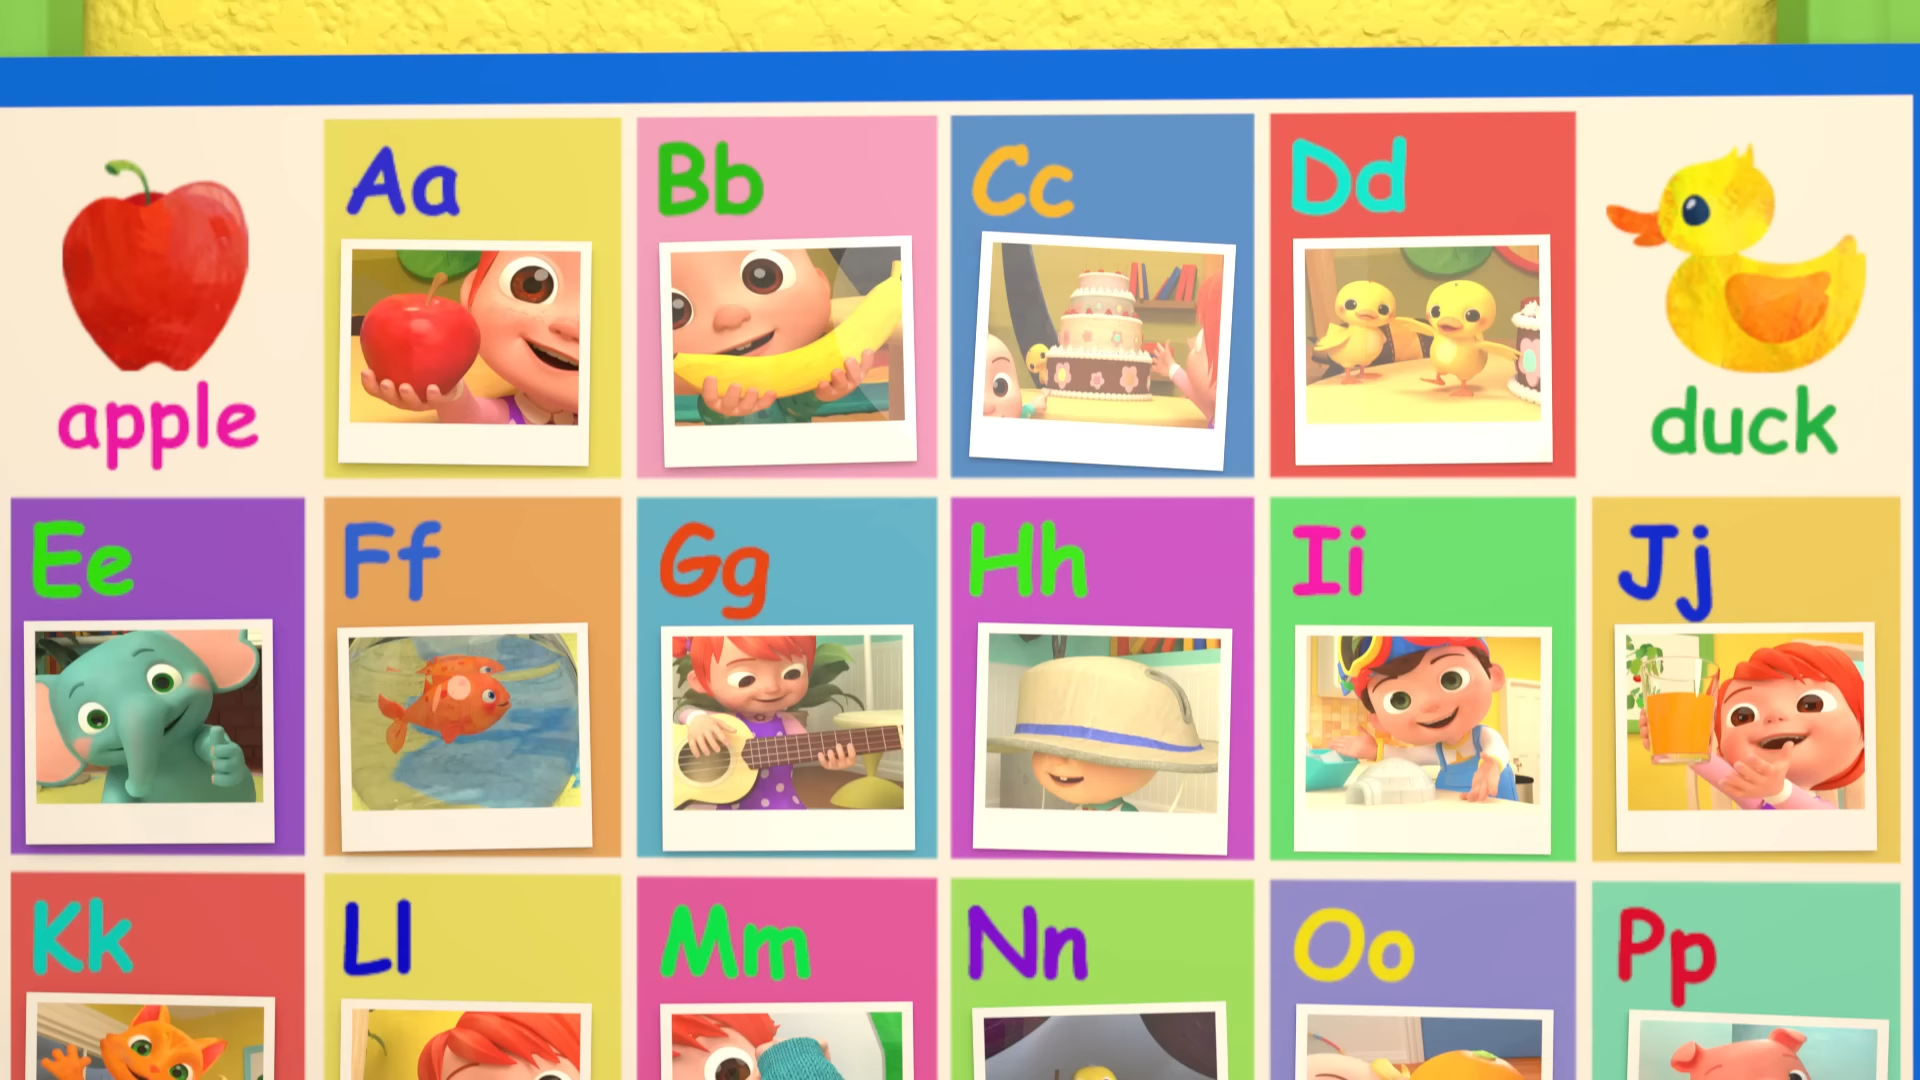 Aa Bb Cc Dd
apple duck
Ee Ff Gg Hh Ii Jj
Kk Ll Mm Nn Oo Pp